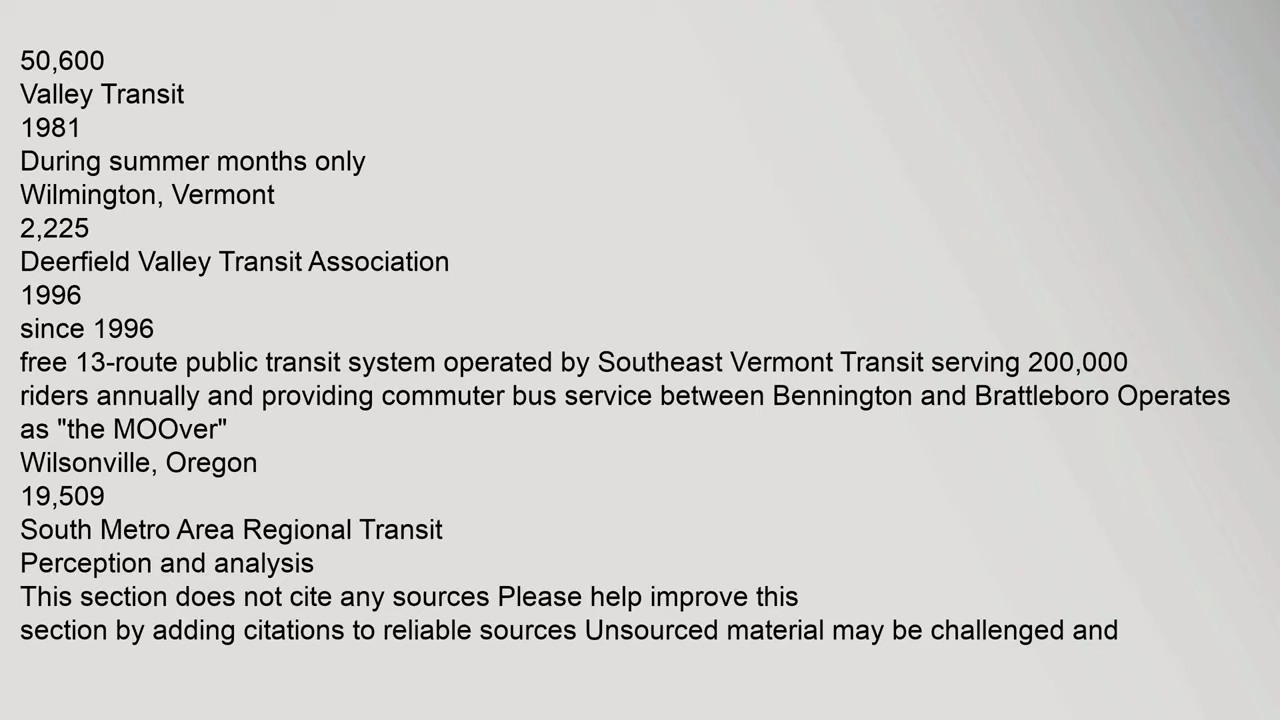 50,600
Valley Transit
1981
During summer months only
Wilmington, Vermont
2,225
Deerfield Valley Transit Association
1996
since 1996
free 13-route public transit system operated by Southeast Vermont Transit serving 200,000
riders annually and providing commuter bus service between Bennington and Brattleboro Operates
as "the MOOver"
Wilsonville, Oregon
19,509
South Metro Area Regional Transit
Perception and analysis
This section does not cite any sources Please help improve this
section by adding citations to reliable sources Unsourced material may be challenged and